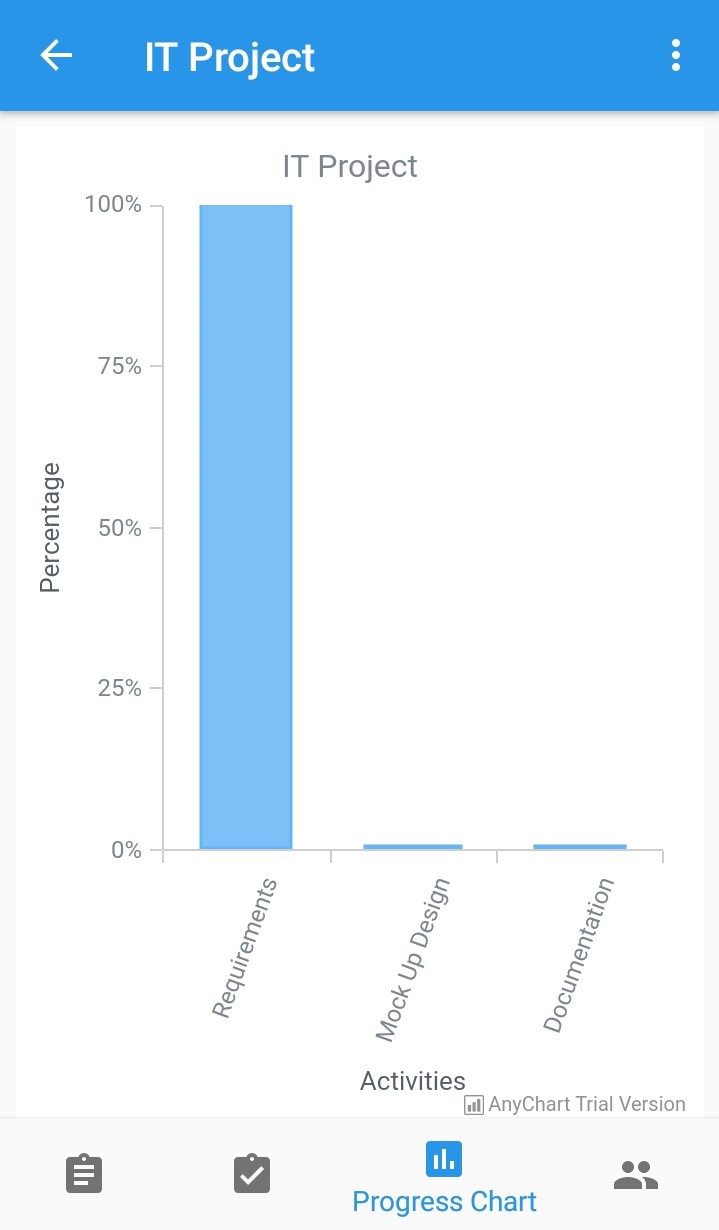 IT Project
IT Project
100%
75%
50%
25%
0%
Percentage
Requirements
Mock Up Design
Documentation
Activities
AnyChart Trial Version
Progress Chart